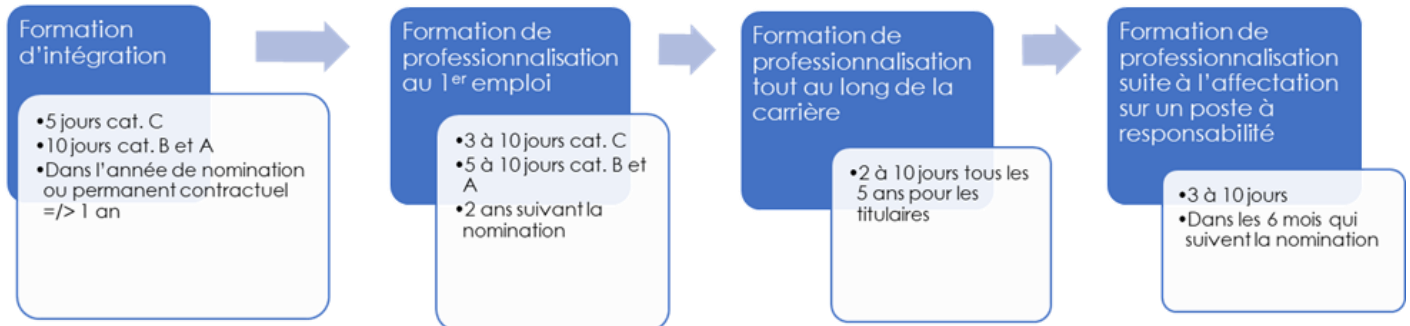 Formation
d'intégration
•5 jours cat. C
•10 jours cat. B et A
•Dans l'année de nomination
ou permanent contractuel
=/> 1 an
Formation de
professionnalisation
au 1er emploi
•3 à 10 jours cat. C
•5 à 10 jours cat. B et
A
•2 ans suivant la
nomination
Formation de
professionnalisation
tout au long de la
carrière
•2 à 10 jours tous les
5 ans pour les
titulaires
Formation de
professionnalisation
suite à l'affectation
sur un poste à
responsabilité
•3 à 10 jours
•Dans les 6 mois qui
suivent la nomination